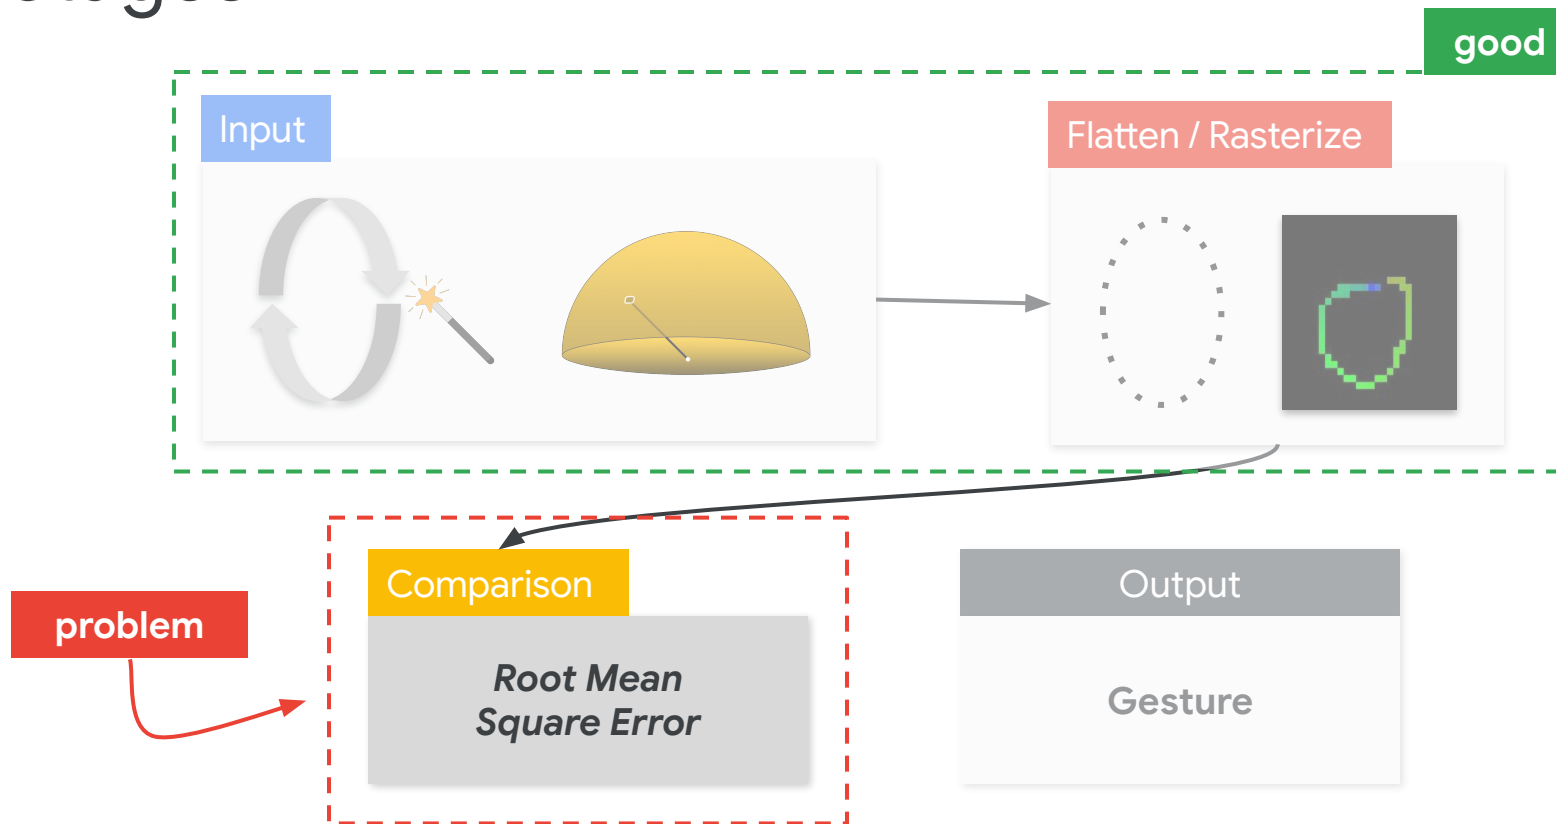 good
Input
Flatten / Rasterize
Comparison
Output
problem
Root Mean
Square Error
Gesture